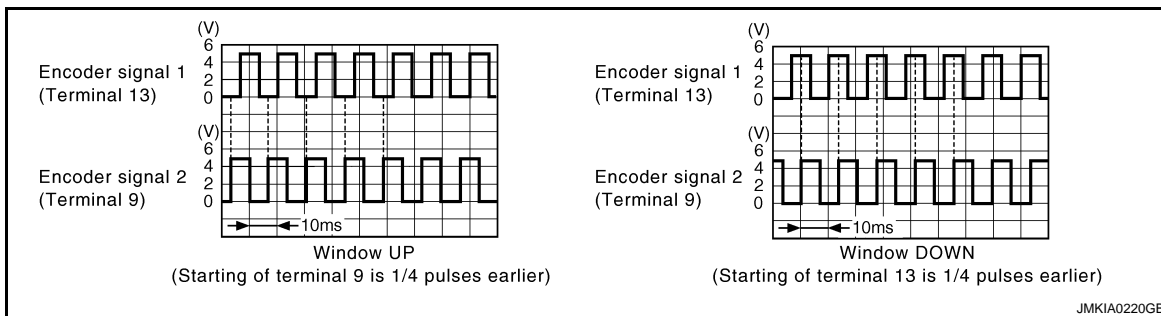 (V)
6
4
2
0
Encoder signal 1
(Terminal 13)
(V)
6
4
2
0
Encoder signal 2
(Terminal 9)
10ms
Window UP
(Starting of terminal 9 is 1/4 pulses earlier)
(V)
6
4
2
0
Encoder signal 1
(Terminal 13)
(V)
6
4
2
0
Encoder signal 2
(Terminal 9)
10ms
Window DOWN
(Starting of terminal 13 is 1/4 pulses earlier)
JMKIA0220GB